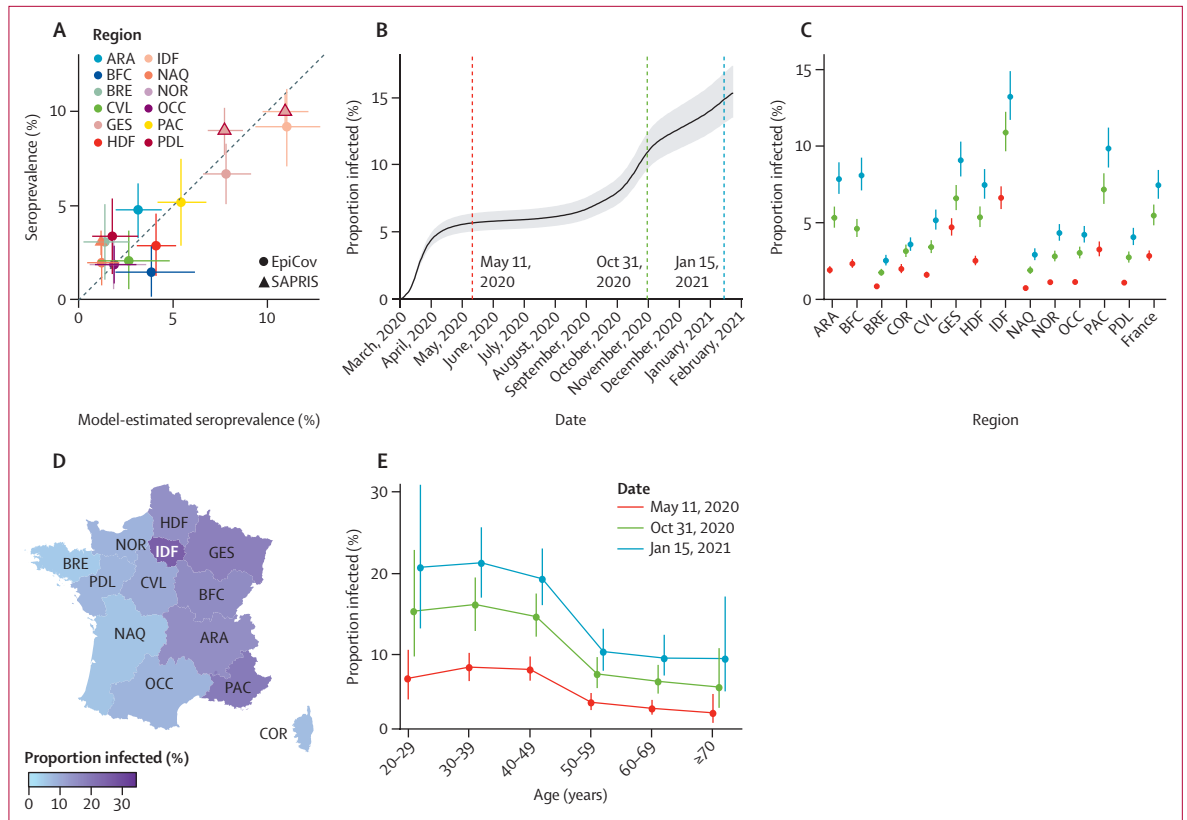 A
Region
ARA
IDF
BFC
NAQ
BRE
NOR
CVL
OCC
GES
PAC
HDF
PDL
EpiCov
SAPRIS
Seroprevalence (%)
10
5
0
0
5
10
Model-estimated seroprevalence (%)
B
Proportion infected (%)
15
10
5
0
May 11,
2020
Oct 31,
2020
Jan 15,
2021
March, 2020
April, 2020
May, 2020
June, 2020
July, 2020
August, 2020
September, 2020
October, 2020
November, 2020
December, 2020
January, 2021
February, 2021
Date
C
Proportion infected (%)
15
10
5
0
ARA
BFC
BRE
COR
CVL
GES
HDF
IDF
NAQ
NOR
OCC
PAC
PDL
France
Region
D
HDF
NOR
IDF
GES
BRE
PDL
CVL
BFC
NAQ
ARA
OCC
PAC
COR
Proportion infected (%)
0 10 20 30
E
Proportion infected (%)
30
20
10
0
Date
May 11, 2020
Oct 31, 2020
Jan 15, 2021
20–29
30–39
40–49
50–59
60–69
≥70
Age (years)